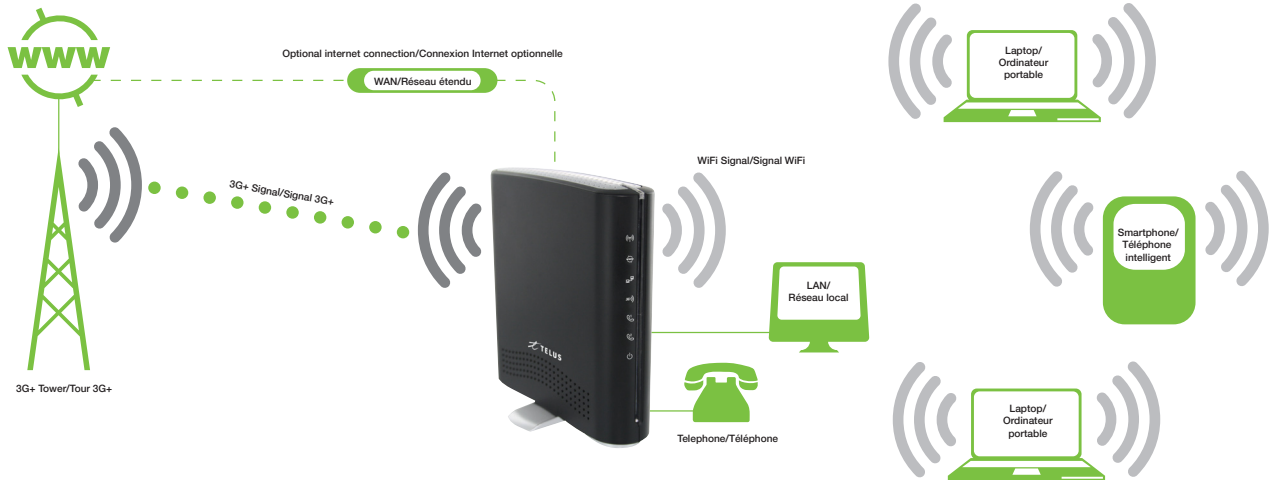 WWW
Optional internet connection/Connexion Internet optionnelle
WAN/Réseau étendu
3G+ Signal/Signal 3G+
3G+ Tower/Tour 3G+
WiFi Signal/Signal WiFi
TELUS
LAN/
Réseau local
Telephone/Téléphone
Laptop/
Ordinateur
portable
Smartphone/
Téléphone
intelligent
Laptop/
Ordinateur
portable